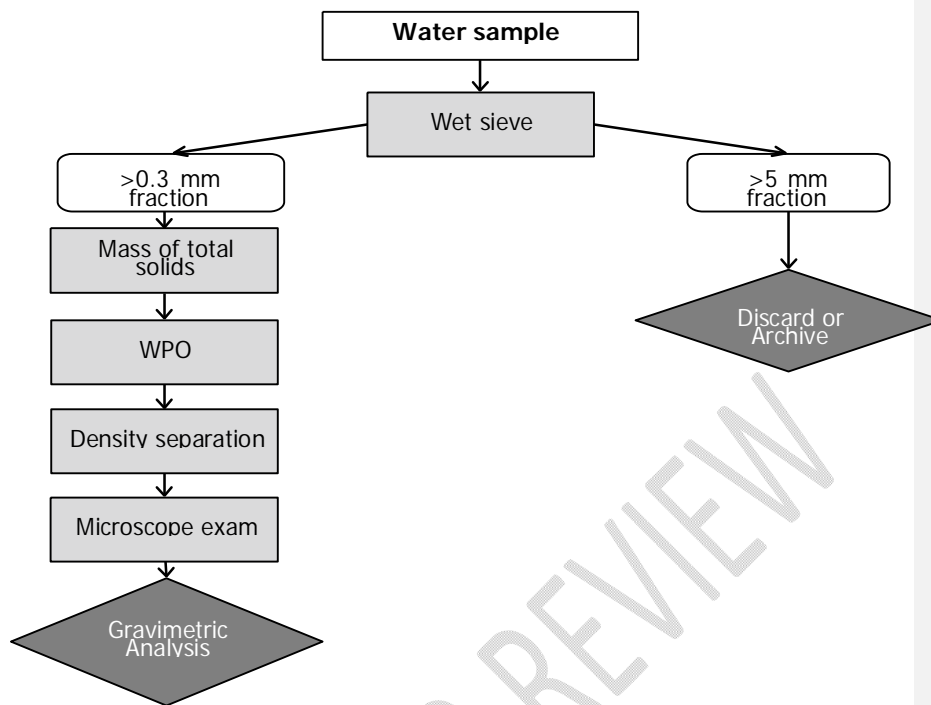 Water sample
Wet sieve
>0.3 mm
fraction
>5 mm
fraction
Mass of total
solids
WPO
Discard or
Archive
Density separation
Microscope exam
Gravimetric
Analysis
REVIEW